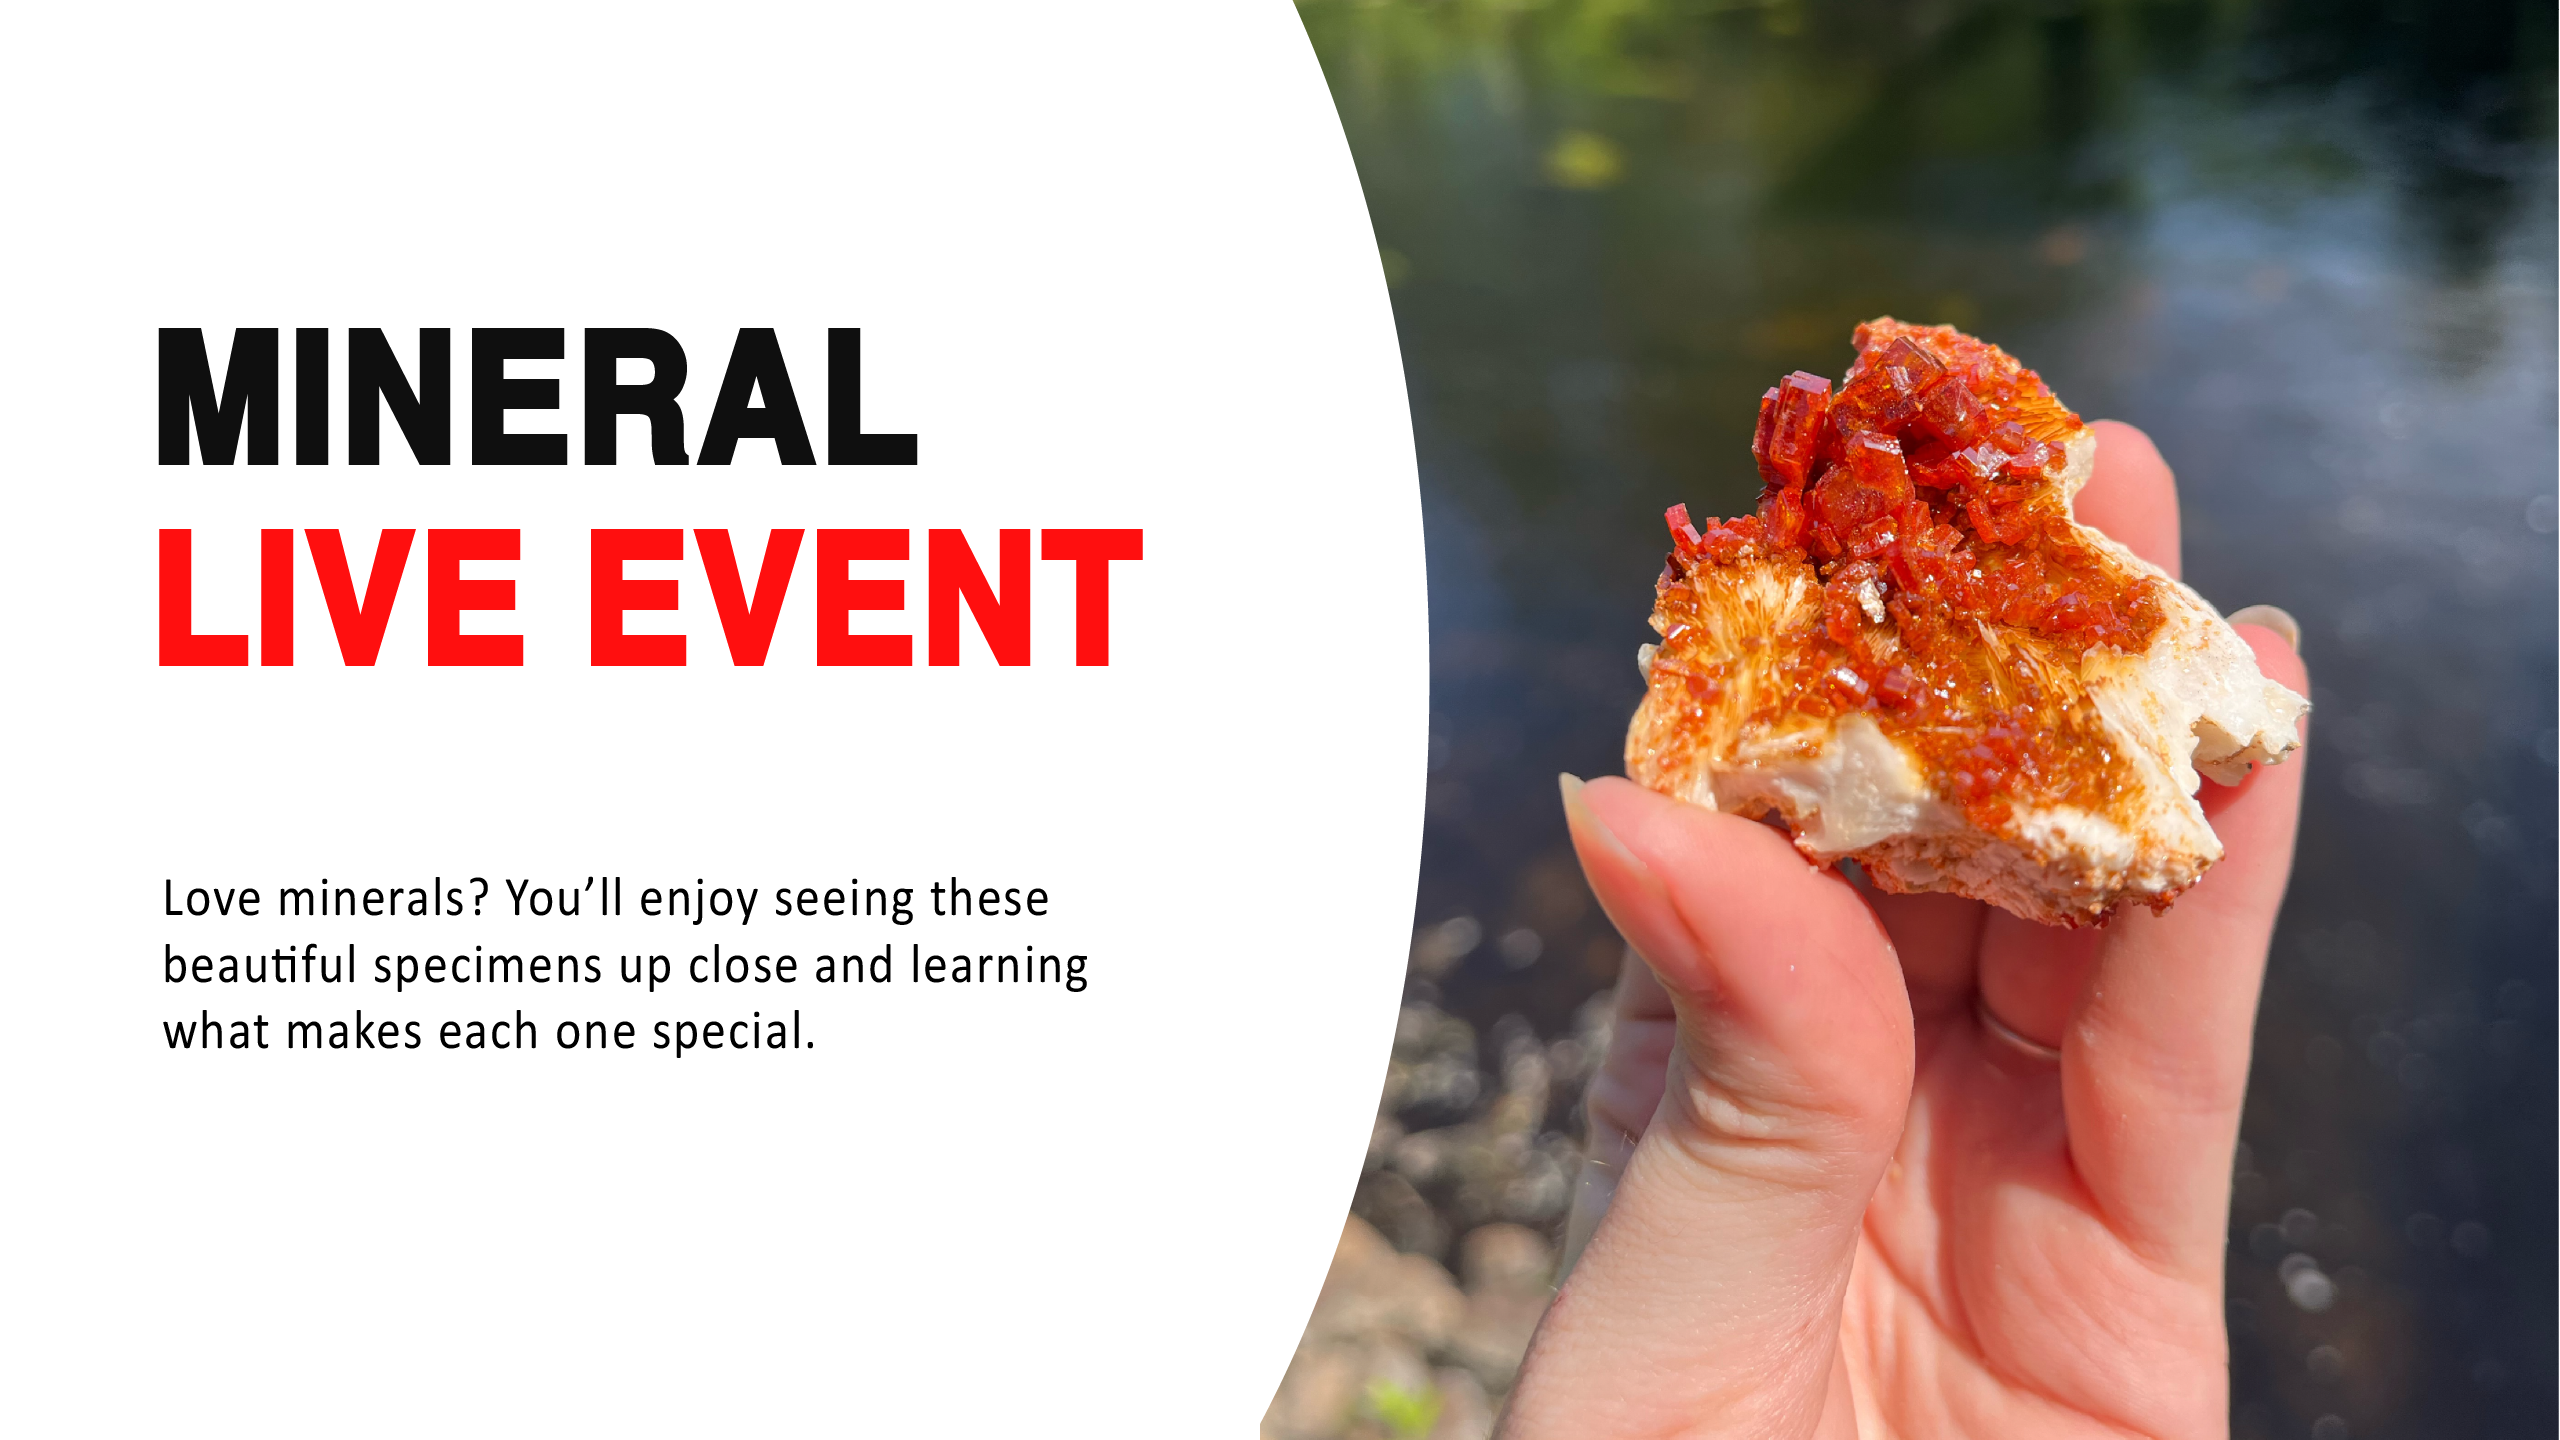 MINERAL
LIVE EVENT
Love minerals? You’ll enjoy seeing these
beautiful specimens up close and learning
what makes each one special.